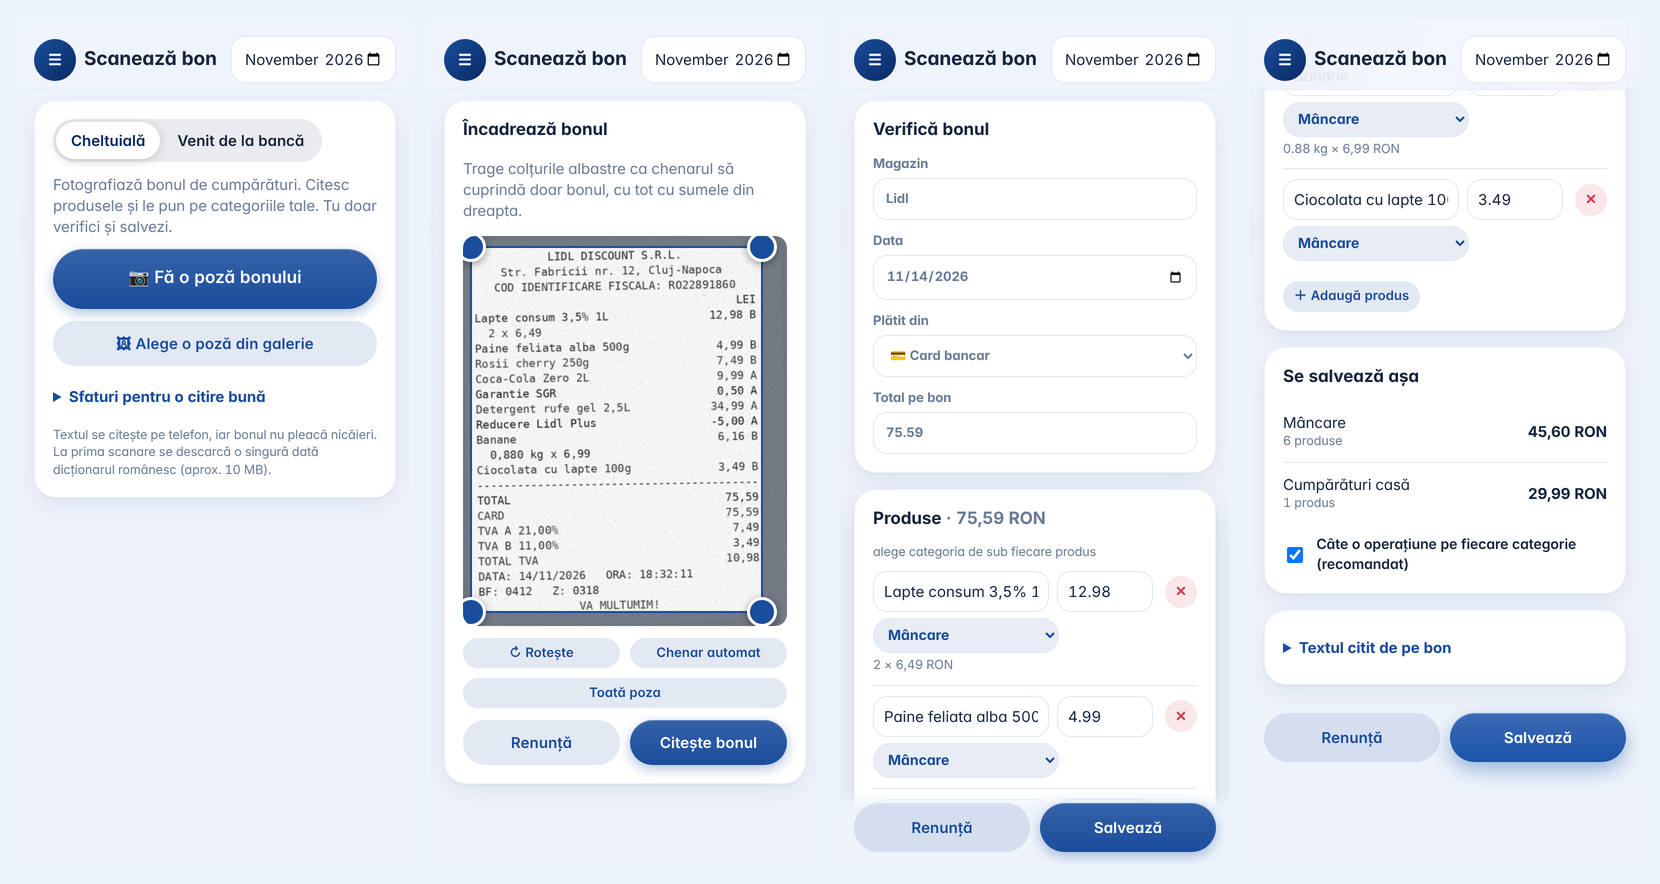 Scanează bon
November 2026
Cheltuială
Venit de la bancă
Fotografiază bonul de cumpărături. Citesc
produsele și le pun pe categoriile tale. Tu doar
verifici și salvezi.
📷 Fă o poză bonului
🖼 Alege o poză din galerie
▶ Sfaturi pentru o citire bună
Textul se citește pe telefon, iar bonul nu pleacă nicăieri.
La prima scanare se descarcă o singură dată
dicționarul românesc (aprox. 10 MB).
Scanează bon
November 2026
Încadrează bonul
Trage colțurile albastre ca chenarul să
cuprindă doar bonul, cu tot cu sumele din
dreapta.
LIDL DISCOUNT S.R.L.
Str. Fabricii nr. 12, Cluj-Napoca
COD IDENTIFICARE FISCALA: RO22891860
LEI
Lapte consum 3,5% 1L 12,98 B
2 x 6,49
Paine feliata alba 500g 4,99 B
Rosii cherry 250g 7,49 B
Coca-Cola Zero 2L 9,99 A
Garantie SGR 0,50 A
Detergent rufe gel 2,5L 34,99 A
Reducere Lidl Plus -5,00 A
Banane 6,16 B
0,880 kg x 6,99
Ciocolata cu lapte 100g 3,49 B
----------------------------------------
TOTAL 75,59
CARD 75,59
TVA A 21,00% 7,49
TVA B 11,00% 3,49
TOTAL TVA 10,98
DATA: 14/11/2026 ORA: 18:32:11
BF: 0412 Z: 0318
VA MULTUMIM!
↻ Rotește
Chenar automat
Toată poza
Renunță
Citește bonul
Scanează bon
November 2026
Verifică bonul
Magazin
Lidl
Data
11/14/2026
Plătit din
💳 Card bancar
Total pe bon
75.59
Produse · 75,59 RON
alege categoria de sub fiecare produs
Lapte consum 3,5% 1
12.98
✕
Mâncare
2 × 6,49 RON
Paine feliata alba 500
4.99
✕
Mâncare
Renunță
Salvează
Scanează bon
November 2026
Banane
Mâncare
0.88 kg × 6,99 RON
Ciocolata cu lapte 100
3.49
✕
Mâncare
+ Adaugă produs
Se salvează așa
Mâncare
6 produse
45,60 RON
Cumpărături casă
1 produs
29,99 RON
Câte o operațiune pe fiecare categorie
(recomandat)
▶ Textul citit de pe bon
Renunță
Salvează